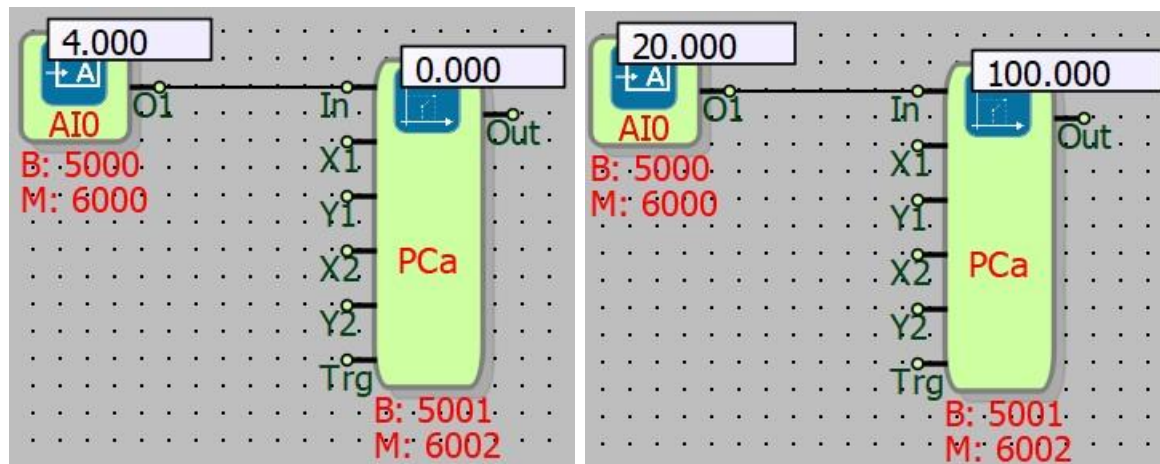 4.000
0.000
A
O1
In
Out
AI0
B: 5000
X1
M: 6000
Y1
X2
PCa
Y2
Trg
B: 5001
M: 6002
20.000
100.000
A
O1
In
Out
AI0
B: 5000
X1
M: 6000
Y1
X2
PCa
Y2
Trg
B: 5001
M: 6002